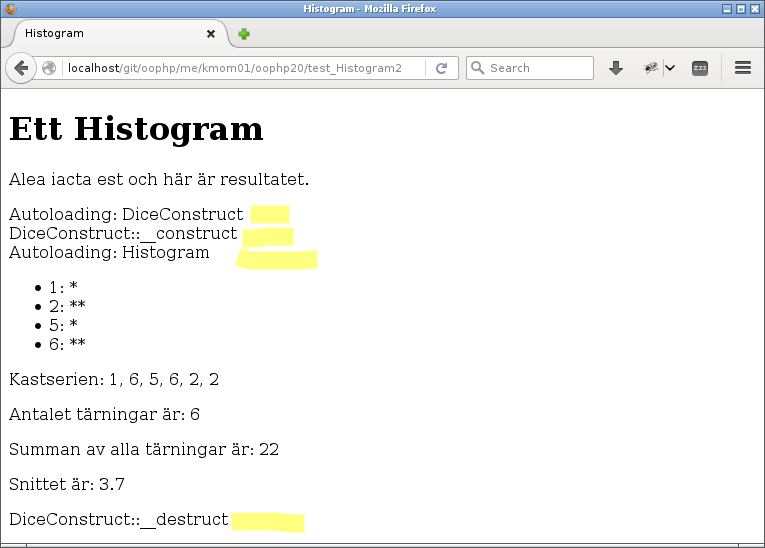 Histogram - Mozilla Firefox
Histogram
localhost/git/oophp/me/kmom01/oophp20/test_Histogram2
Search
zzz
Ett Histogram
Alea iacta est och här är resultatet.
Autoloading: DiceConstruct
DiceConstruct::__construct
Autoloading: Histogram
• 1: *
• 2: **
• 5: *
• 6: **
Kastserien: 1, 6, 5, 6, 2, 2
Antalet tärningar är: 6
Summan av alla tärningar är: 22
Snittet är: 3.7
DiceConstruct::__destruct